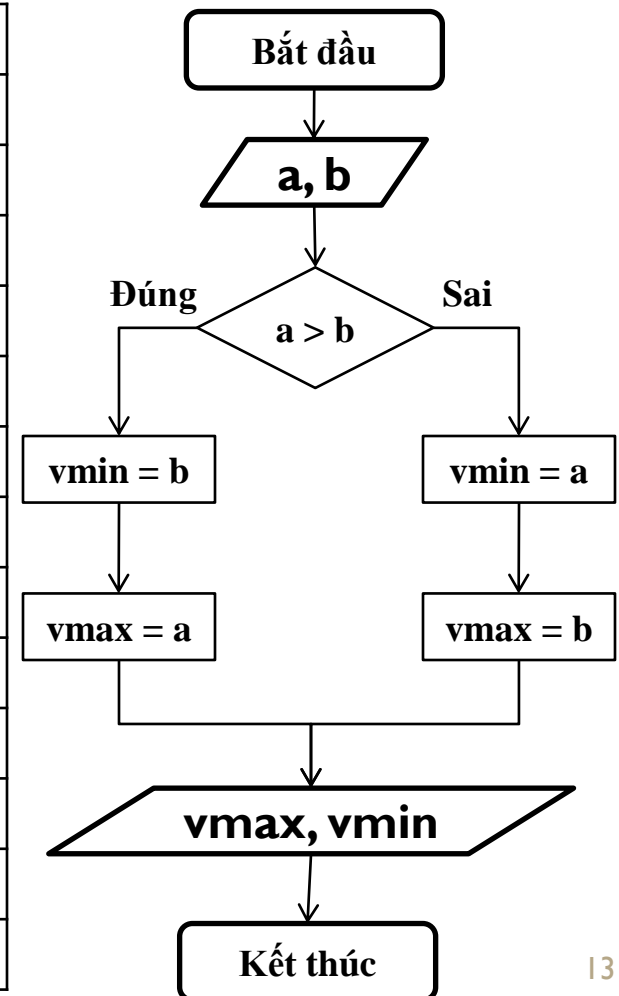 Bắt đầu
a, b
Đúng
Sai
a > b
vmin = b
vmin = a
vmax = a
vmax = b
vmax, vmin
Kết thúc
13